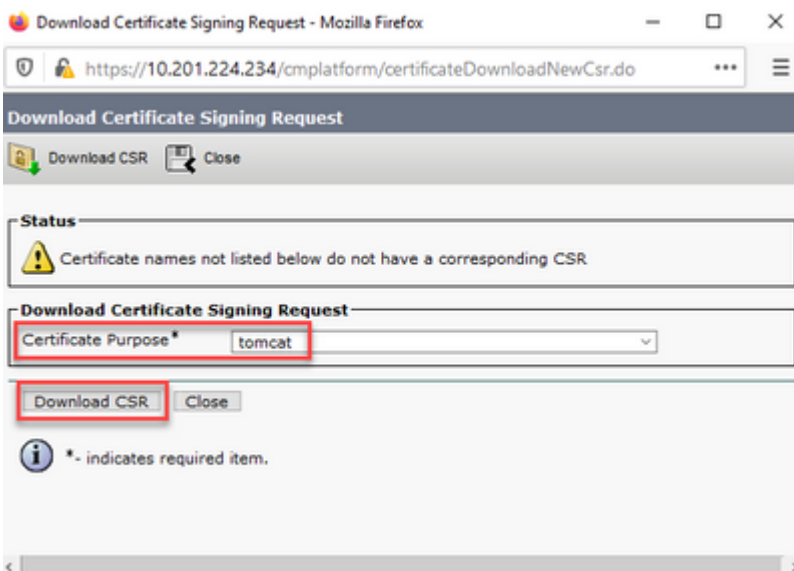 Download Certificate Signing Request - Mozilla Firefox
https://10.201.224.234/cmplatform/certificateDownloadNewCsr.do
Download Certificate Signing Request
Download CSR Close
Status
Certificate names not listed below do not have a corresponding CSR
Download Certificate Signing Request
Certificate Purpose* tomcat
Download CSR Close
*- indicates required item.